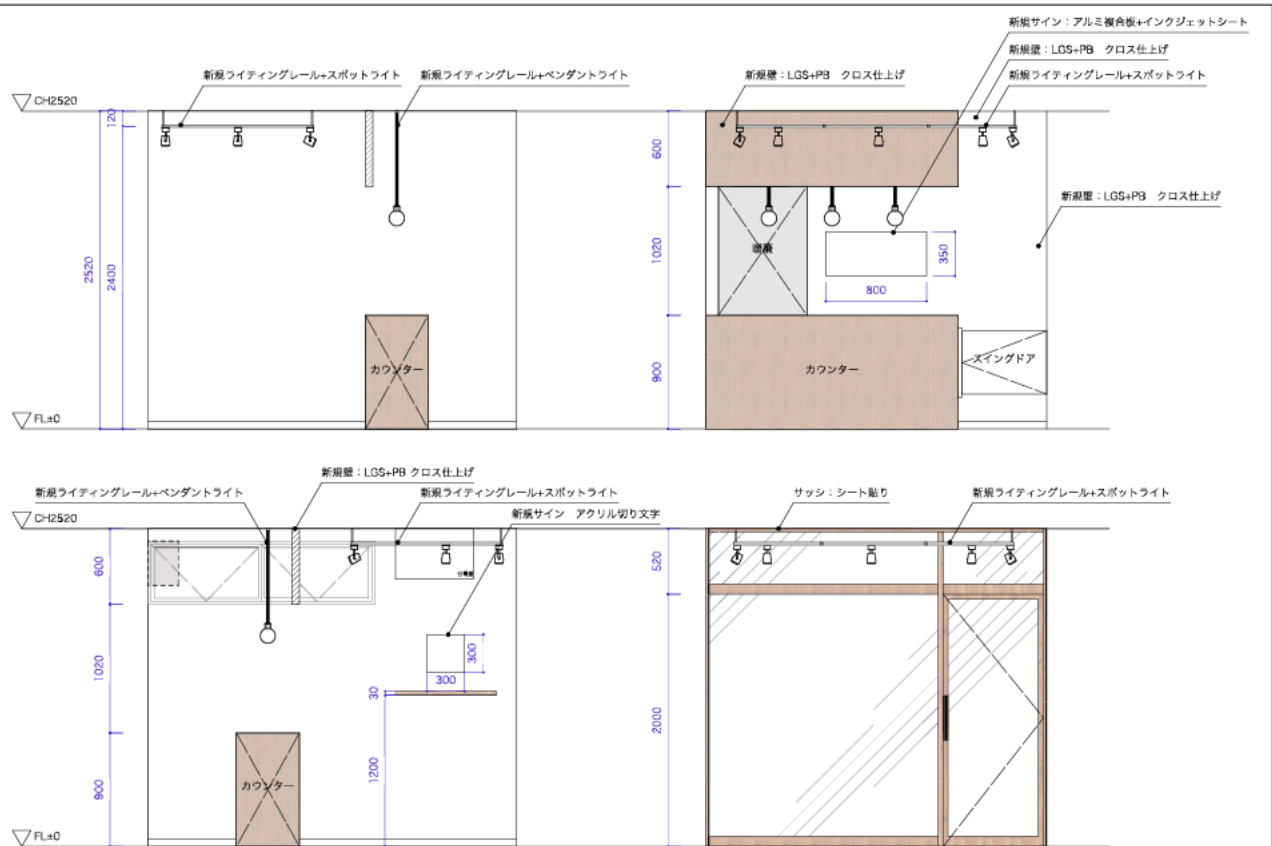 新規サイン：アルミ複合板+インクジェットシート
新規壁：LGS+PB　クロス仕上げ
新規ライティングレール+スポットライト
新規ライティングレール+スポットライト
新規ライティングレール+ペンダントライト
新規壁：LGS+PB　クロス仕上げ
CH2520
120
2520
2400
カウンター
FL±0
600
1020
900
暖簾
800
350
カウンター
スイングドア
新規壁：LGS+PB　クロス仕上げ
新規壁：LGS+PB クロス仕上げ
新規ライティングレール+ペンダントライト
新規ライティングレール+スポットライト
新規サイン　アクリル切り文字
CH2520
600
1020
900
分電盤
300
300
30
1200
カウンター
FL±0
サッシ：シート貼り
新規ライティングレール+スポットライト
520
2000